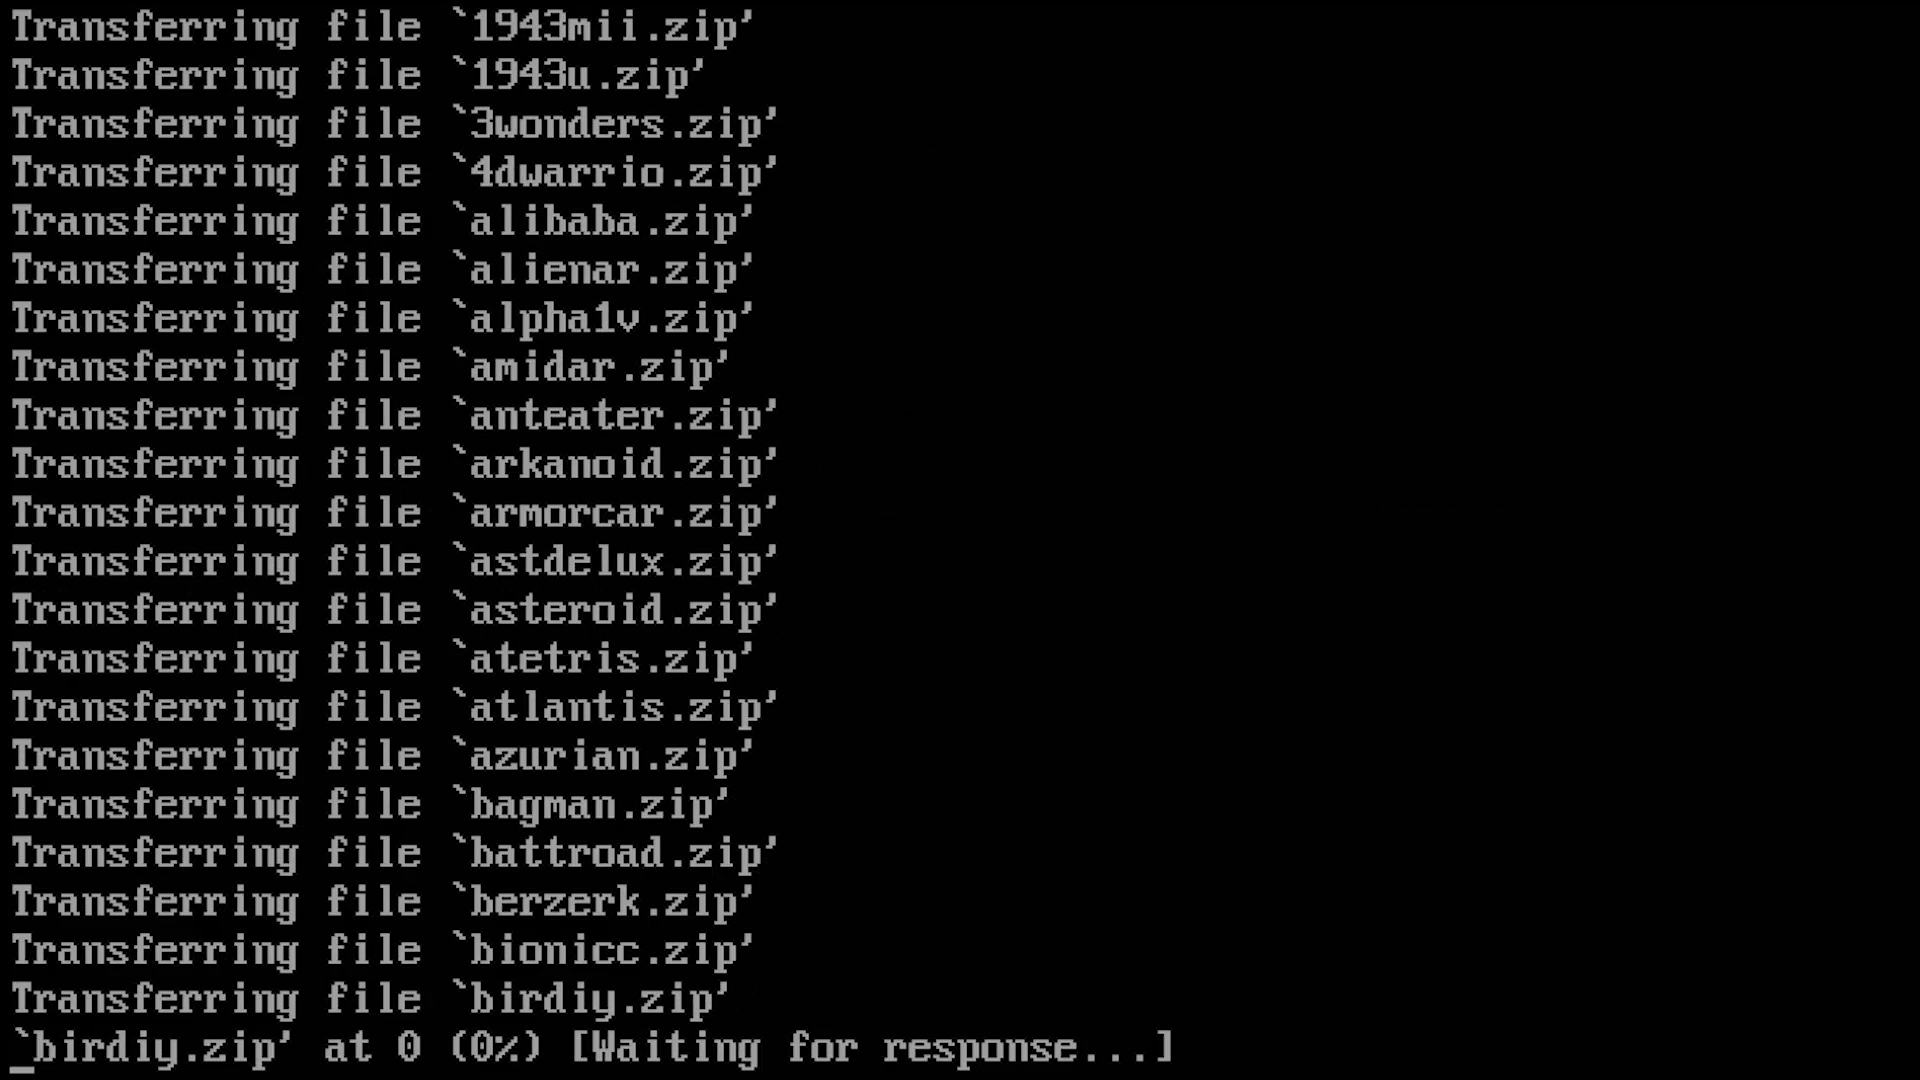 Transferring file `1943mii.zip'
Transferring file `1943u.zip'
Transferring file `3wonders.zip'
Transferring file `4dwarrio.zip'
Transferring file `alibaba.zip'
Transferring file `alienar.zip'
Transferring file `alpha1v.zip'
Transferring file `amidar.zip'
Transferring file `anteater.zip'
Transferring file `arkanoid.zip'
Transferring file `armorcar.zip'
Transferring file `astdelux.zip'
Transferring file `asteroid.zip'
Transferring file `atetris.zip'
Transferring file `atlantis.zip'
Transferring file `azurian.zip'
Transferring file `bagman.zip'
Transferring file `battroad.zip'
Transferring file `berzerk.zip'
Transferring file `bionicc.zip'
Transferring file `birdiy.zip'
`birdiy.zip' at 0 (0%) [Waiting for response...]